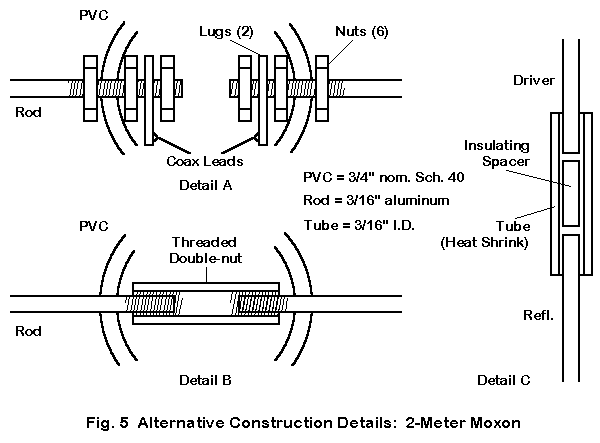 PVC
Lugs (2)
Nuts (6)
Rod
Coax Leads
Detail A
PVC = 3/4" nom. Sch. 40
Rod = 3/16" aluminum
Tube = 3/16" I.D.
PVC
Threaded
Double-nut
Rod
Detail B
Driver
Insulating
Spacer
Tube
(Heat Shrink)
Refl.
Detail C
Fig. 5 Alternative Construction Details: 2-Meter Moxon